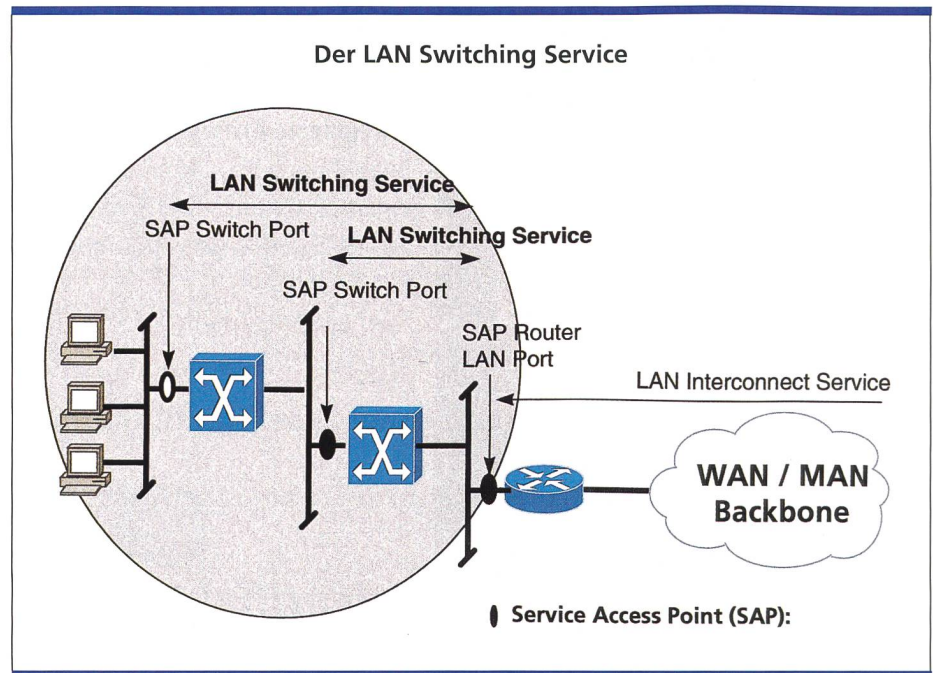 Der LAN Switching Service
LAN Switching Service
SAP Switch Port
LAN Switching Service
SAP Switch Port
SAP Router
LAN Port
LAN Interconnect Service
WAN / MAN
Backbone
Service Access Point (SAP):